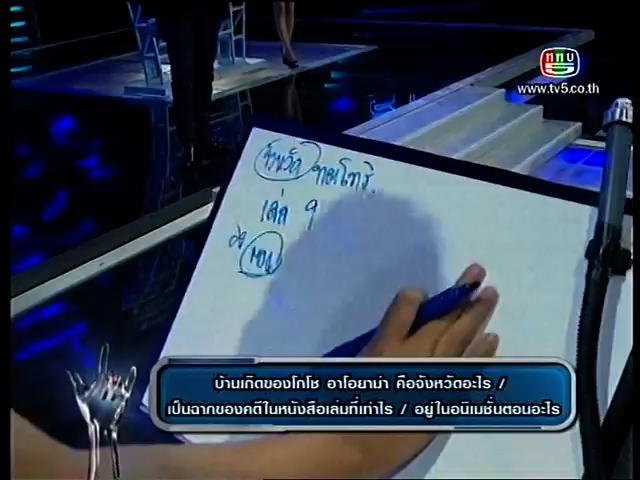 ททบ
5
www.tv5.co.th
จังหวัด
เล่ม 9
บ้านเกิดของโกโช อาโอยาม่า คือจังหวัดอะไร /
เป็นฉากของคดีในหนังสือเล่มที่เท่าไร / อยู่ในอนิเมชั่นตอนอะไร